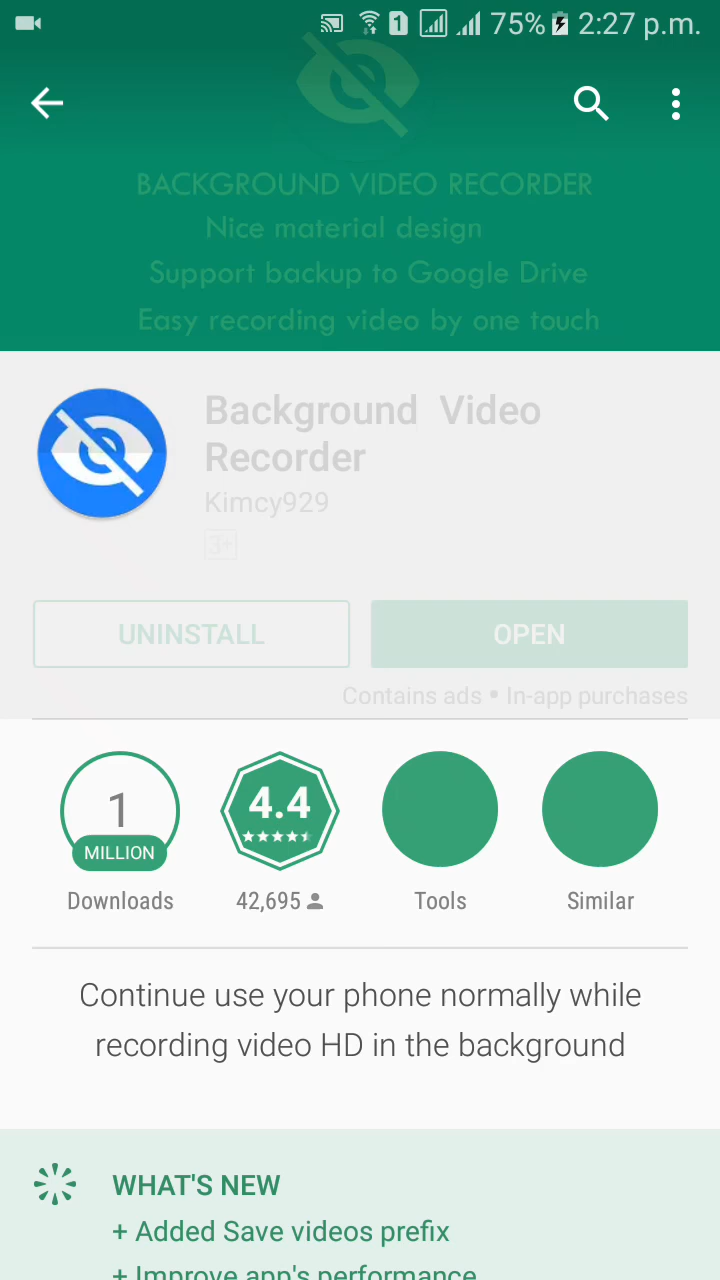 1 75% 2:27 p.m.
BACKGROUND VIDEO RECORDER
Nice material design
Support backup to Google Drive
Easy recording video by one touch
Background Video
Recorder
Kimcy929
3+
UNINSTALL OPEN
Contains ads • In-app purchases
1 4.4
MILLION
Downloads 42,695 Tools Similar
Continue use your phone normally while
recording video HD in the background
WHAT'S NEW
+ Added Save videos prefix
+ Improve app's performance